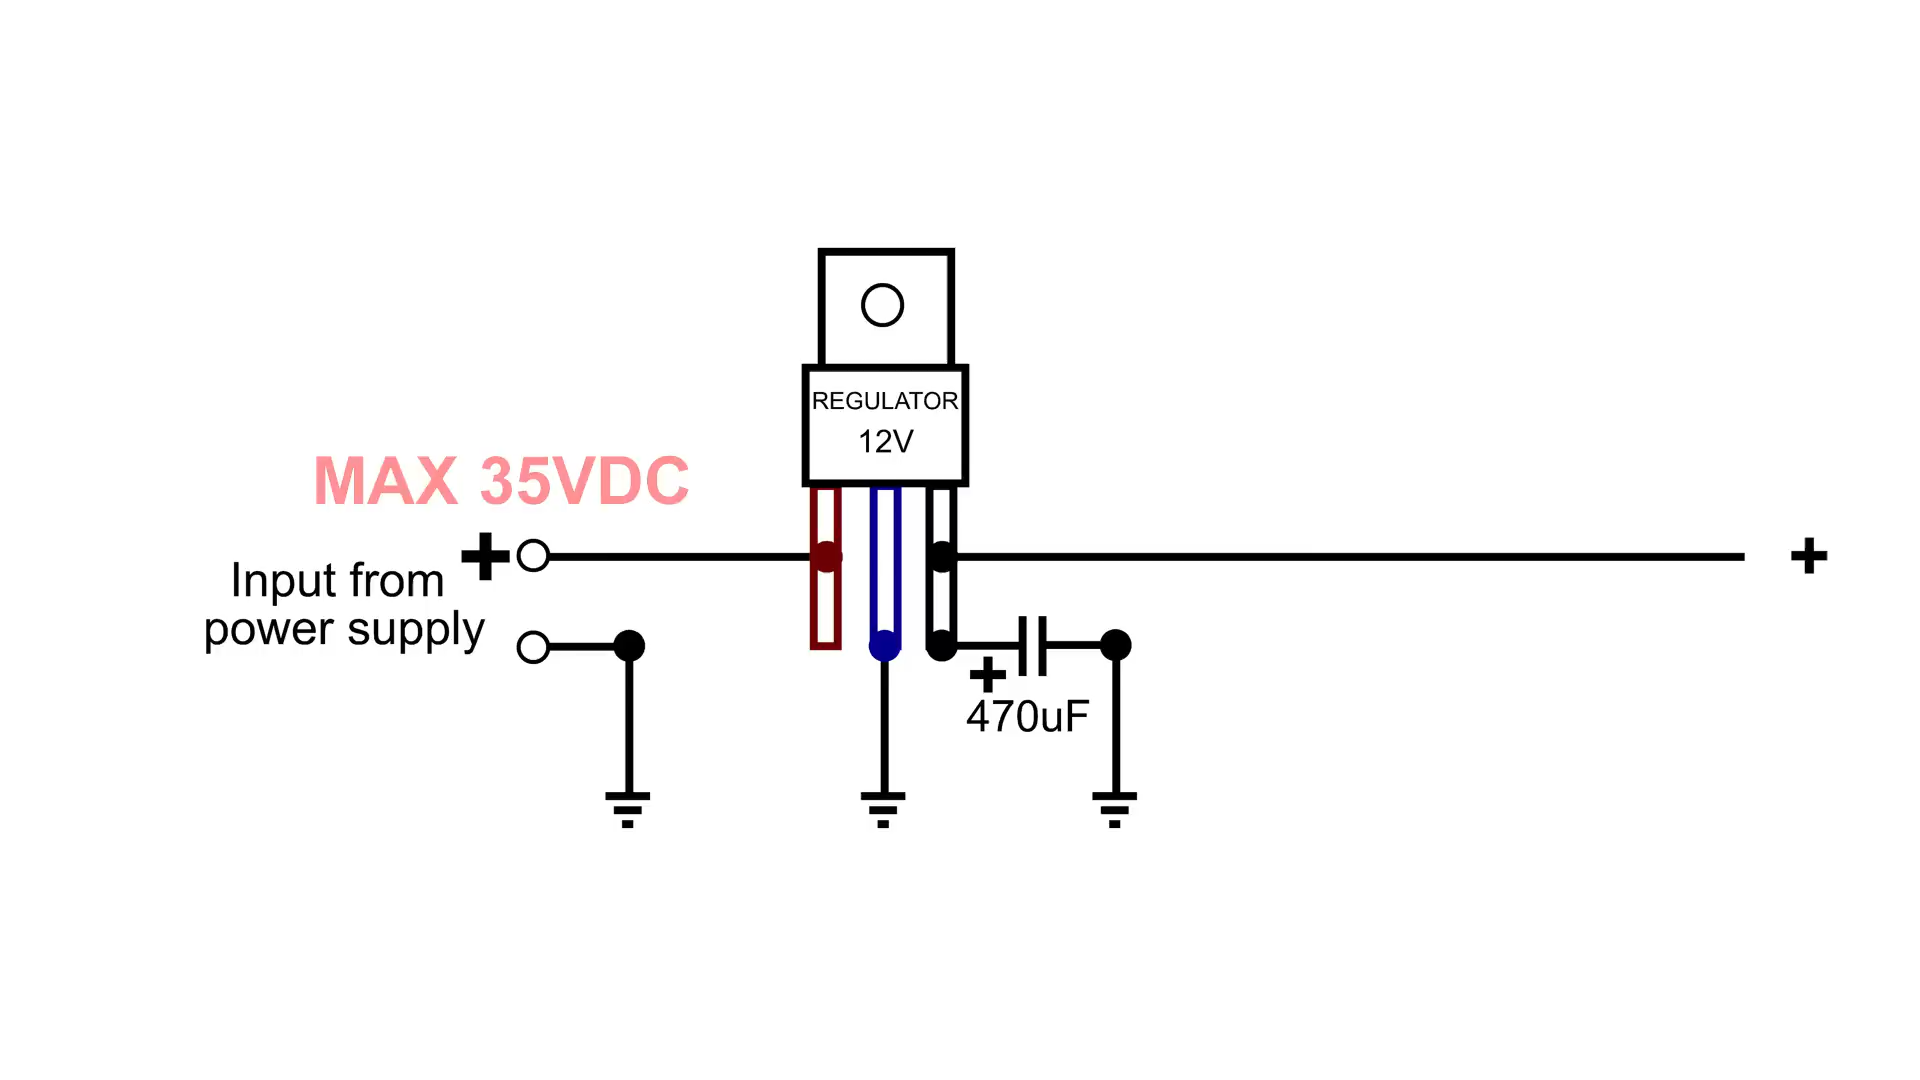 REGULATOR
12V
MAX 35VDC
+
+
Input from
power supply
+
470uF